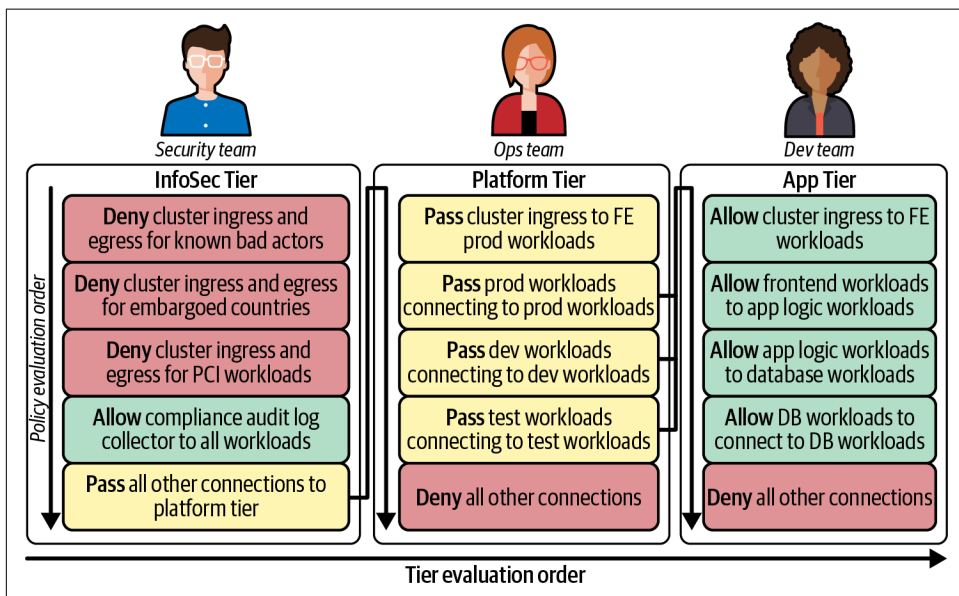 Security team
Ops team
Dev team
InfoSec Tier
Deny cluster ingress and
egress for known bad actors
Deny cluster ingress and egress
for embargoed countries
Deny cluster ingress and
egress for PCI workloads
Allow compliance audit log
collector to all workloads
Pass all other connections to
platform tier
Platform Tier
Pass cluster ingress to FE
prod workloads
Pass prod workloads
connecting to prod workloads
Pass dev workloads
connecting to dev workloads
Pass test workloads
connecting to test workloads
Deny all other connections
App Tier
Allow cluster ingress to FE
workloads
Allow frontend workloads
to app logic workloads
Allow app logic workloads
to database workloads
Allow DB workloads to
connect to DB workloads
Deny all other connections
Policy evaluation order
Tier evaluation order